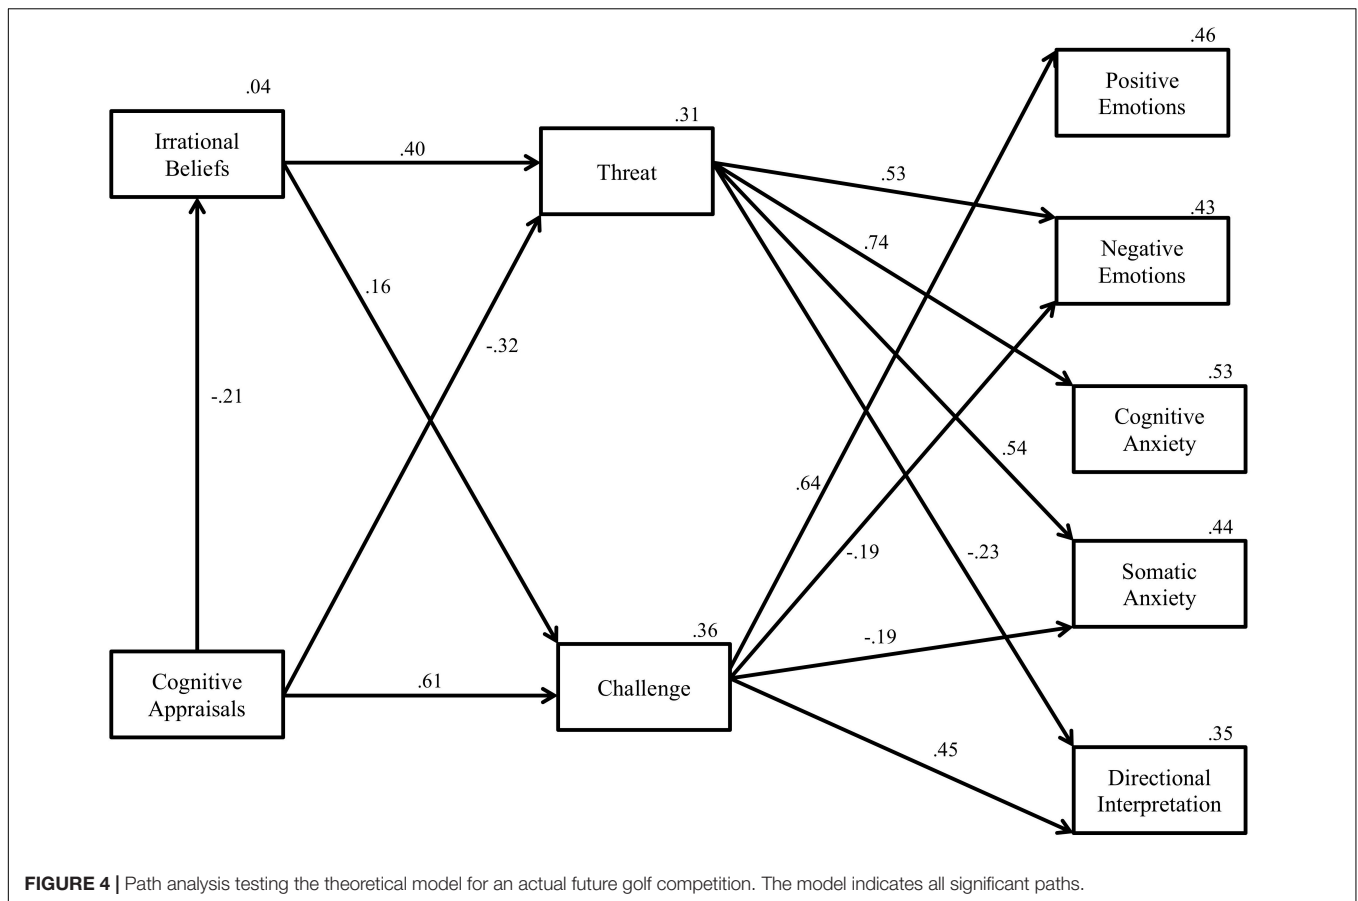 .46
Positive
Emotions
.04
Irrational
Beliefs
.31
Threat
.40
.53
.43
Negative
Emotions
.74
.16
-.32
-.21
.53
Cognitive
Anxiety
.54
.64
-.19
-.23
.44
Somatic
Anxiety
.36
-.19
Cognitive
Appraisals
.61
Challenge
.45
.35
Directional
Interpretation
FIGURE 4 | Path analysis testing the theoretical model for an actual future golf competition. The model indicates all significant paths.